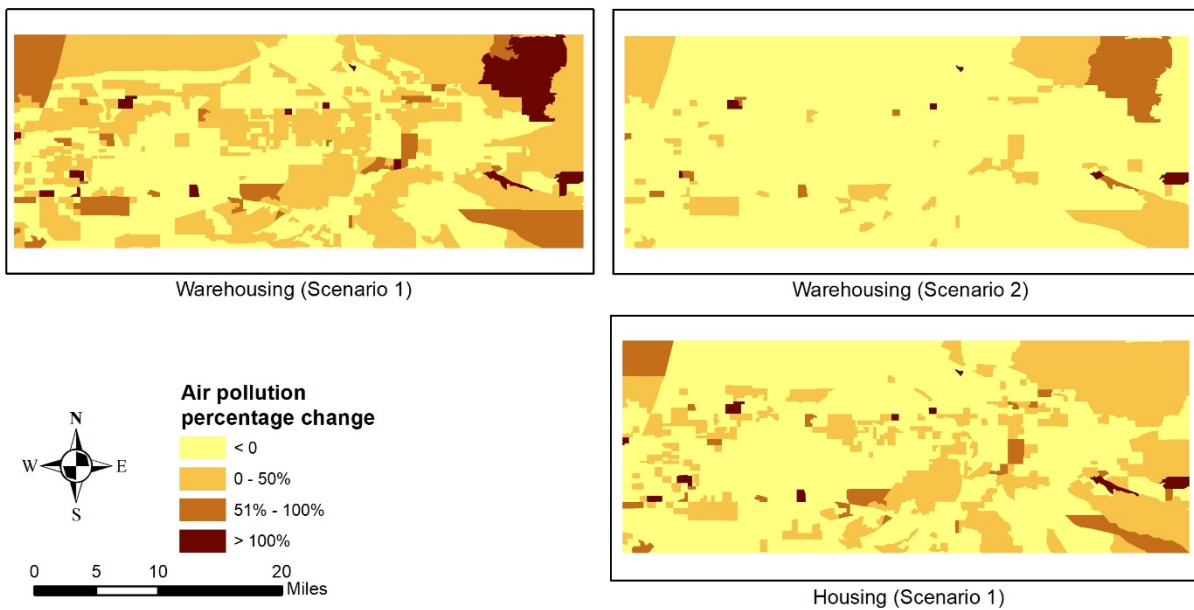 Warehousing (Scenario 1)
Warehousing (Scenario 2)
Air pollution
percentage change
< 0
0 - 50%
51% - 100%
> 100%
N
W E
S
0 5 10 20
Miles
Housing (Scenario 1)